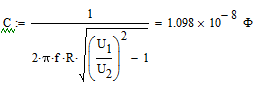 C := 1 / (2·π·f·R·√((U₁/U₂)² − 1)) = 1.098 × 10⁻⁸ Ф